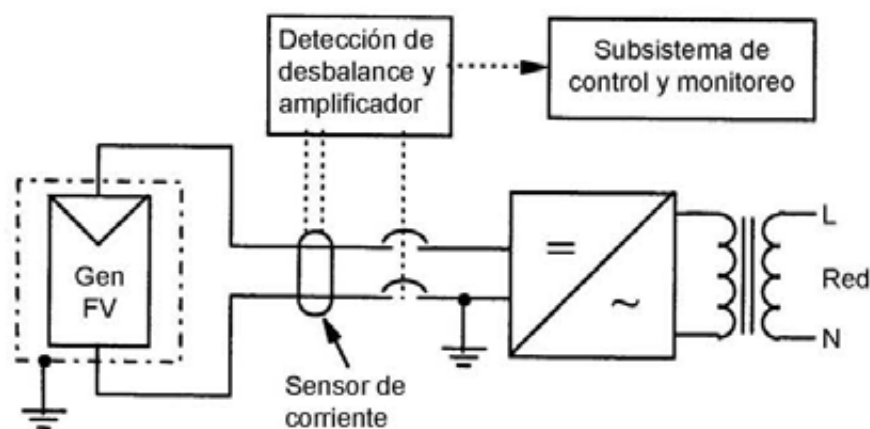 Detección de
desbalance y
amplificador
Subsistema de
control y monitoreo
Gen
FV
=
~
L
Red
N
Sensor de
corriente